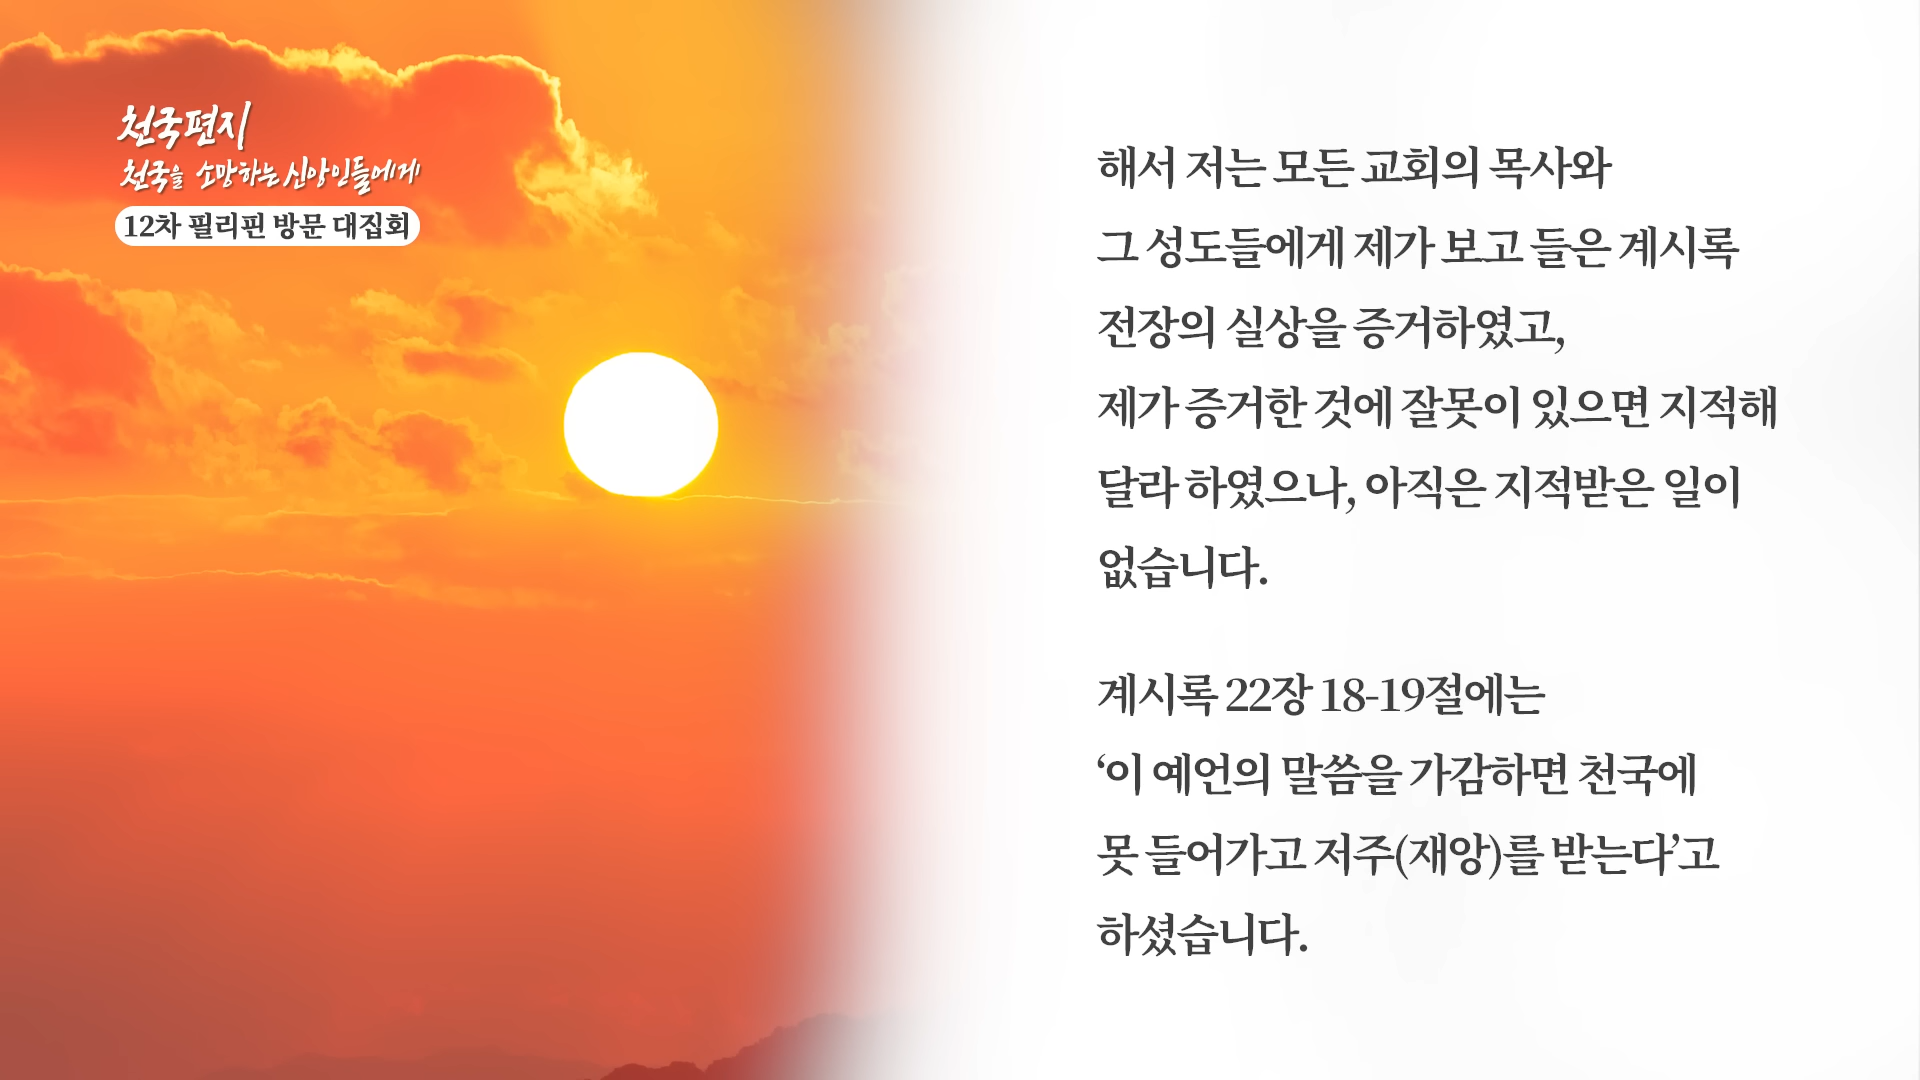 천국편지
천국을 소망하는 신앙인들에게
12차 필리핀 방문 대집회
해서 저는 모든 교회의 목사와
그 성도들에게 제가 보고 들은 계시록
전장의 실상을 증거하였고,
제가 증거한 것에 잘못이 있으면 지적해
달라 하였으나, 아직은 지적받은 일이
없습니다.
계시록 22장 18-19절에는
‘이 예언의 말씀을 가감하면 천국에
못 들어가고 저주(재앙)를 받는다’고
하셨습니다.